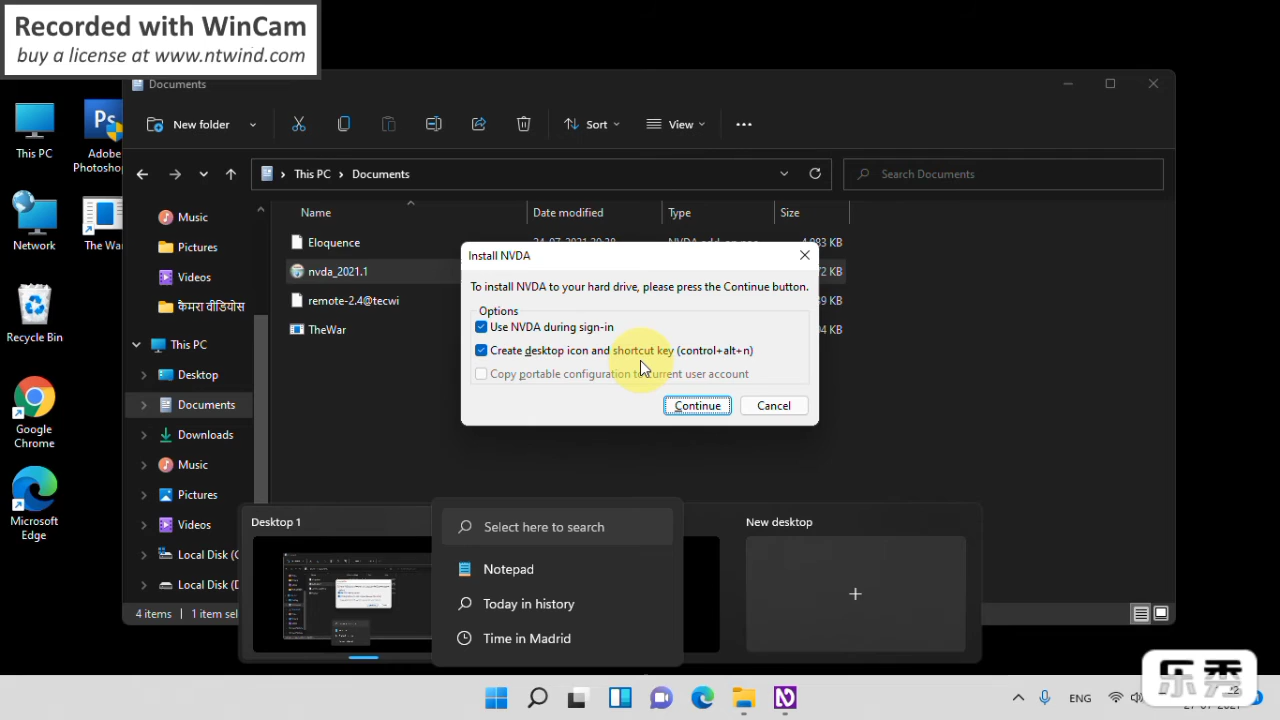 Recorded with WinCam
buy a license at www.ntwind.com
Documents
New folder
Sort
View
This PC
Documents
Search Documents
Name
Date modified
Type
Size
This PC
Adobe
Photoshop
Network
The War
Recycle Bin
Google
Chrome
Microsoft
Edge
Music
Pictures
Videos
कैमरा वीडियोस
This PC
Desktop
Documents
Downloads
Music
Pictures
Videos
Local Disk (C
Local Disk (D
Eloquence
nvda_2021.1
remote-2.4@tecwi
TheWar
4 items
1 item sel
Install NVDA
To install NVDA to your hard drive, please press the Continue button.
Options
Use NVDA during sign-in
Create desktop icon and shortcut key (control+alt+n)
Copy portable configuration to current user account
Continue
Cancel
Desktop 1
New desktop
Select here to search
Notepad
Today in history
Time in Madrid
ENG
乐秀